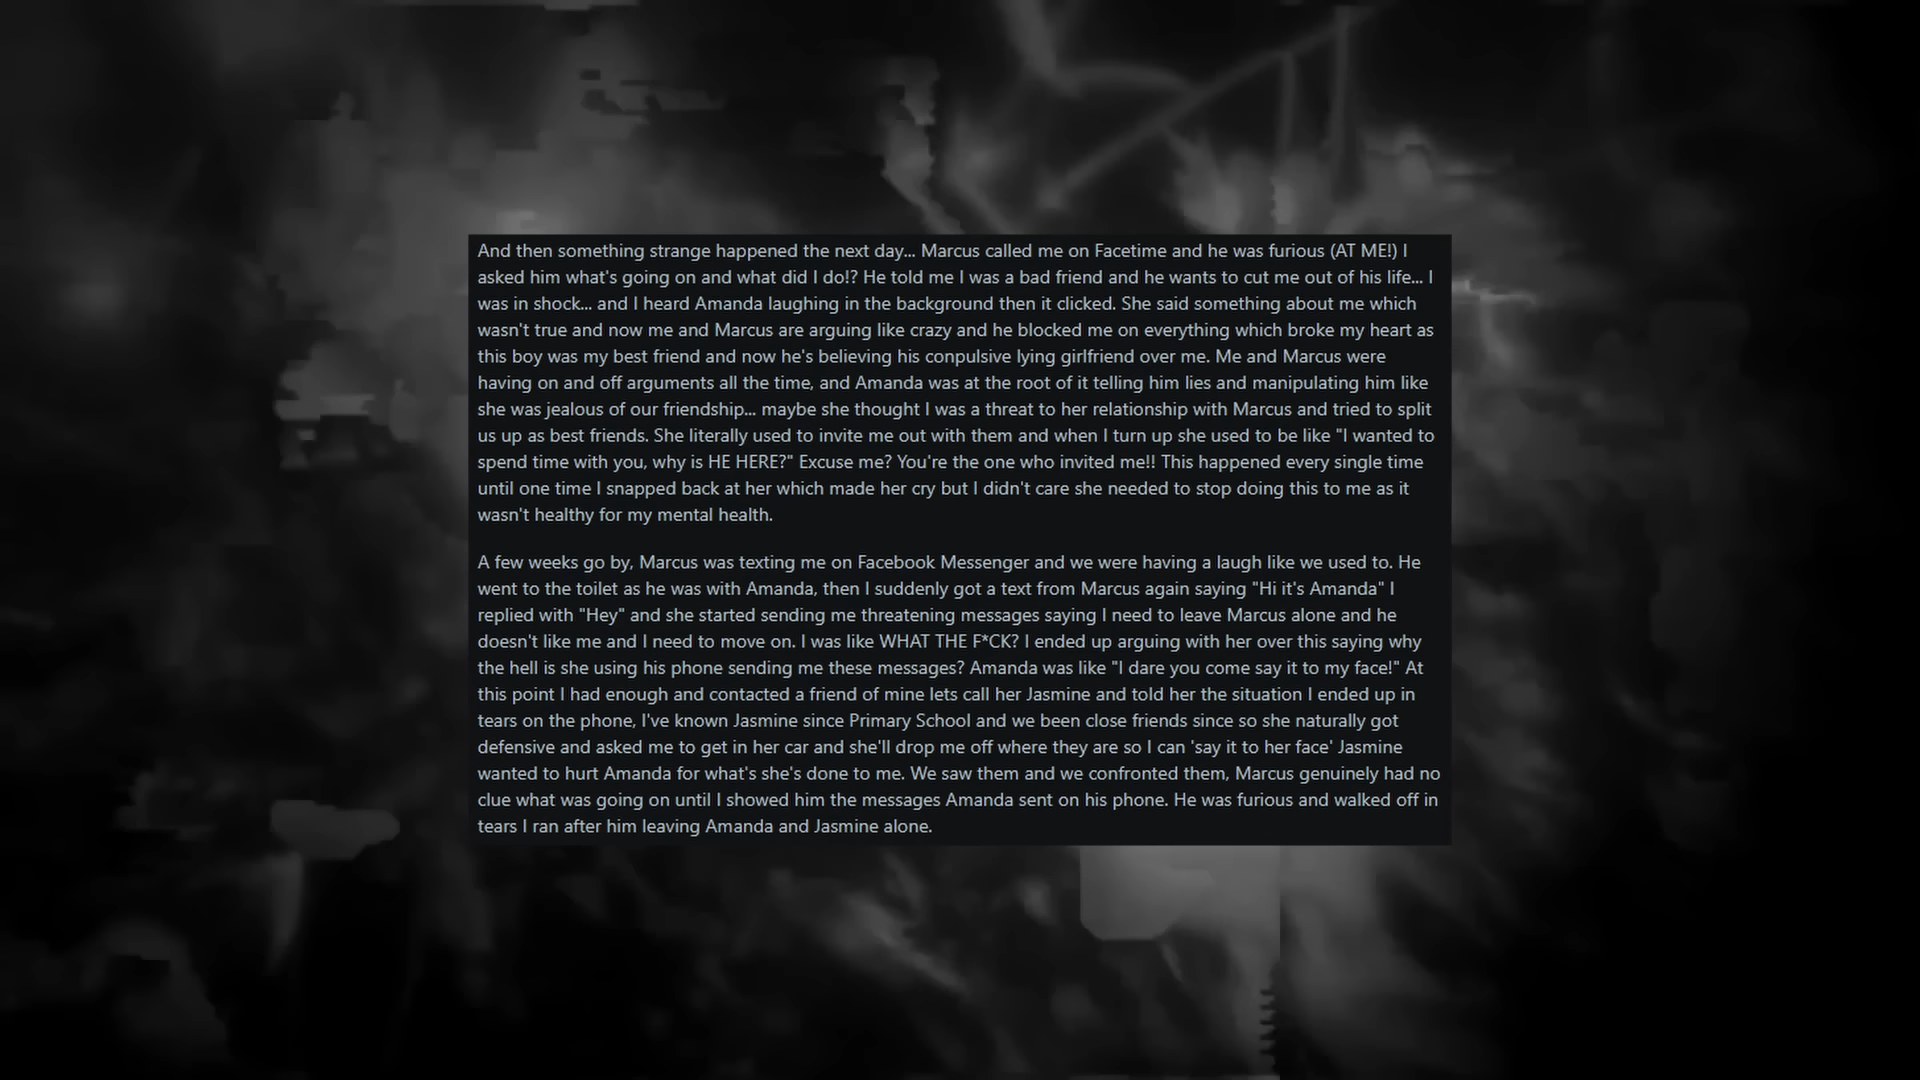 And then something strange happened the next day... Marcus called me on Facetime and he was furious (AT ME!) I
asked him what's going on and what did I do!? He told me I was a bad friend and he wants to cut me out of his life... I
was in shock... and I heard Amanda laughing in the background then it clicked. She said something about me which
wasn't true and now me and Marcus are arguing like crazy and he blocked me on everything which broke my heart as
this boy was my best friend and now he's believing his conpulsive lying girlfriend over me. Me and Marcus were
having on and off arguments all the time, and Amanda was at the root of it telling him lies and manipulating him like
she was jealous of our friendship... maybe she thought I was a threat to her relationship with Marcus and tried to split
us up as best friends. She literally used to invite me out with them and when I turn up she used to be like "I wanted to
spend time with you, why is HE HERE?" Excuse me? You're the one who invited me!! This happened every single time
until one time I snapped back at her which made her cry but I didn't care she needed to stop doing this to me as it
wasn't healthy for my mental health.
A few weeks go by, Marcus was texting me on Facebook Messenger and we were having a laugh like we used to. He
went to the toilet as he was with Amanda, then I suddenly got a text from Marcus again saying "Hi it's Amanda" I
replied with "Hey" and she started sending me threatening messages saying I need to leave Marcus alone and he
doesn't like me and I need to move on. I was like WHAT THE F*CK? I ended up arguing with her over this saying why
the hell is she using his phone sending me these messages? Amanda was like "I dare you come say it to my face!" At
this point I had enough and contacted a friend of mine lets call her Jasmine and told her the situation I ended up in
tears on the phone, I've known Jasmine since Primary School and we been close friends since so she naturally got
defensive and asked me to get in her car and she'll drop me off where they are so I can 'say it to her face' Jasmine
wanted to hurt Amanda for what's she's done to me. We saw them and we confronted them, Marcus genuinely had no
clue what was going on until I showed him the messages Amanda sent on his phone. He was furious and walked off in
tears I ran after him leaving Amanda and Jasmine alone.